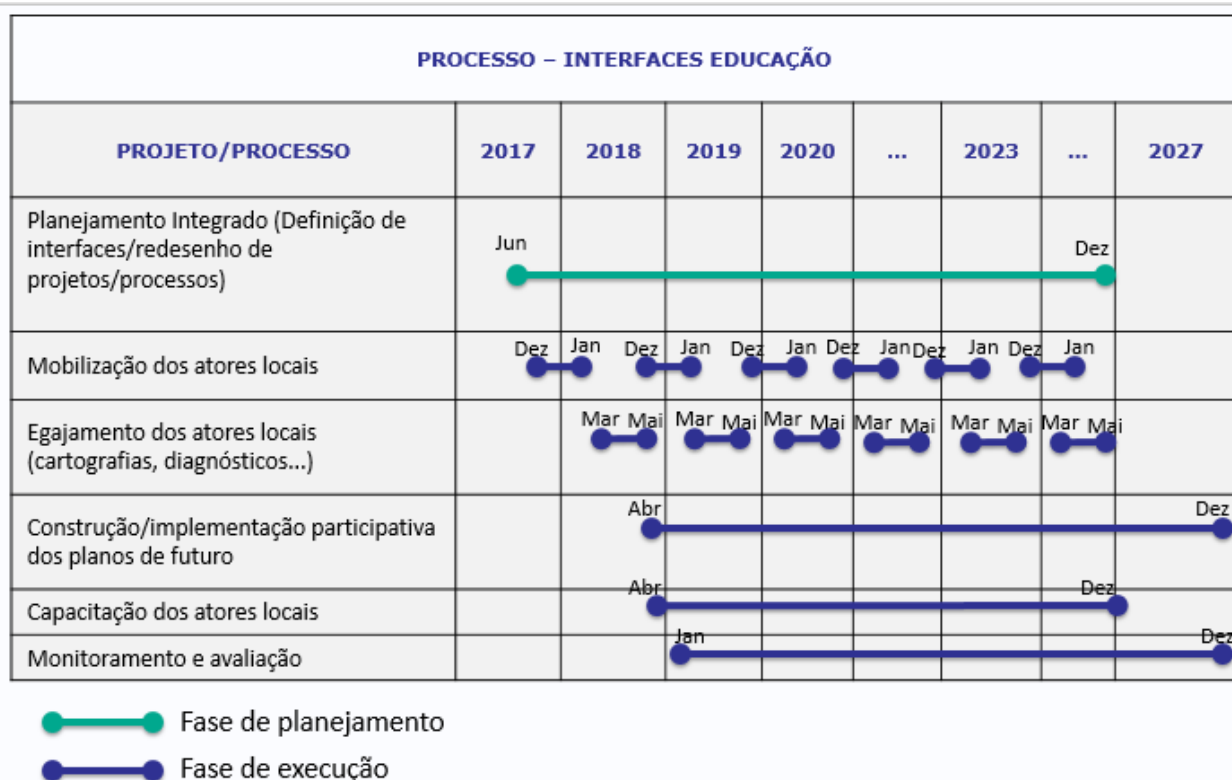 PROCESSO – INTERFACES EDUCAÇÃO
PROJETO/PROCESSO 2017 2018 2019 2020 ... 2023 ... 2027
Planejamento Integrado (Definição de
interfaces/redesenho de
projetos/processos)
Jun Dez
Mobilização dos atores locais
Dez Jan Dez Jan Dez Jan Dez Jan Dez Jan Dez Jan
Egajamento dos atores locais
(cartografias, diagnósticos...)
Mar Mai Mar Mai Mar Mai Mar Mai Mar Mai Mar Mai
Construção/implementação participativa
dos planos de futuro
Abr Dez
Capacitação dos atores locais
Abr Dez
Monitoramento e avaliação
Jan Dez
Fase de planejamento
Fase de execução